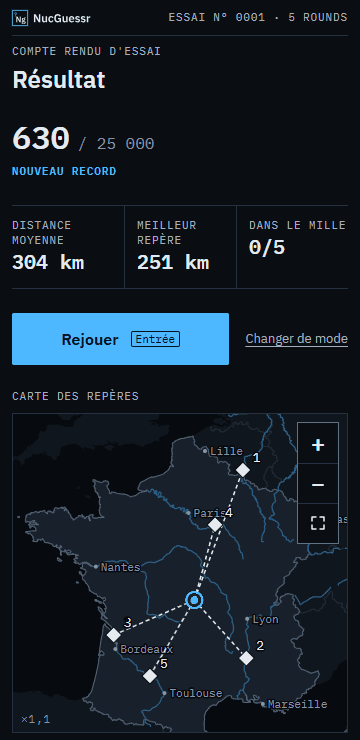 Ng NucGuessr
ESSAI Nº 0001 · 5 ROUNDS
COMPTE RENDU D'ESSAI
Résultat
630 / 25 000
NOUVEAU RECORD
DISTANCE MOYENNE
304 km
MEILLEUR REPÈRE
251 km
DANS LE MILLE
0/5
Rejouer Entrée
Changer de mode
CARTE DES REPÈRES
Lille
1
+
Paris
4
−
Nantes
3
Lyon
Bordeaux
2
5
Toulouse
Marseille
×1,1